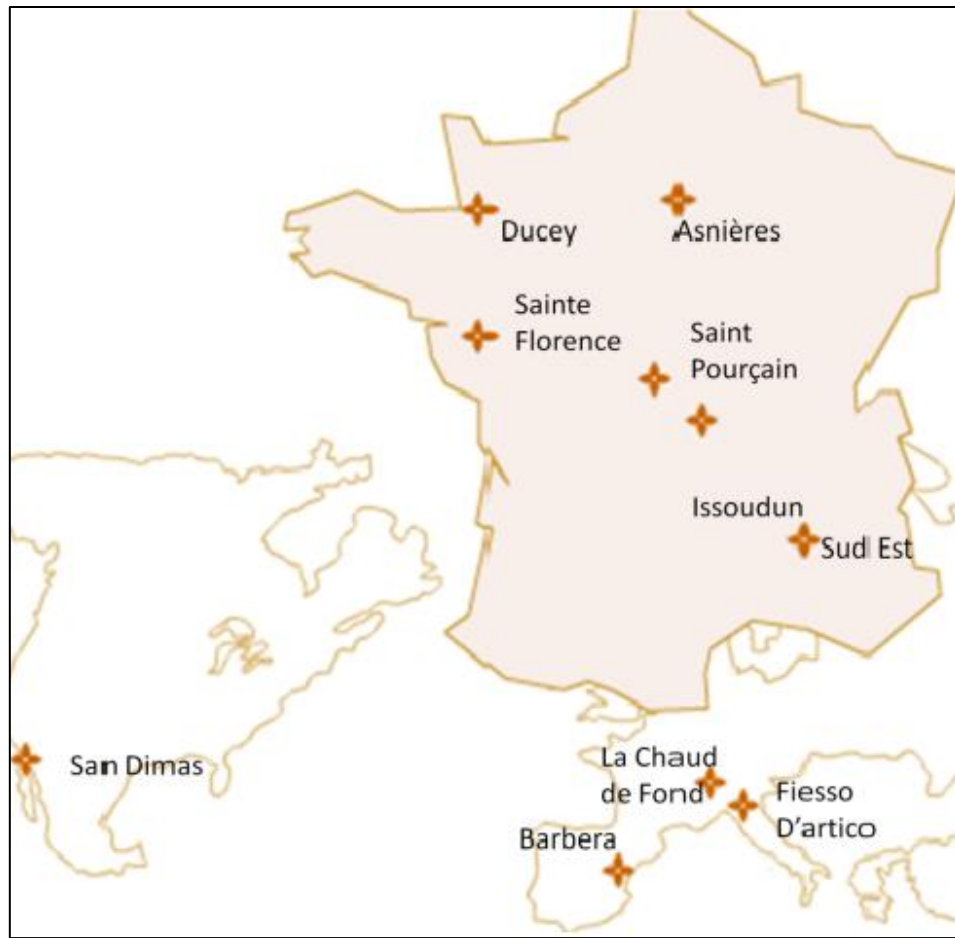 Ducey
Asnières
Sainte
Florence
Saint
Pourçain
Issoudun
Sud Est
San Dimas
La Chaud
de Fond
Fiesso
D'artico
Barbera